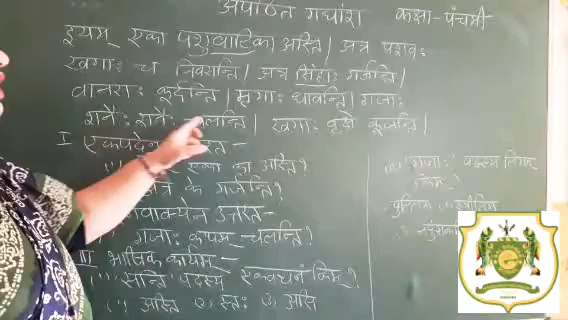 अपठित गद्यांश कक्षा-पंचमी
इयम् एका पशुवाटिका अस्ति। अत्र पशवः
खगाः च निवसन्ति। अत्र सिंहाः गर्जन्ति।
वानराः कूर्दन्ति। मृगाः धावन्ति। गजाः
शनैः शनैः चलन्ति। खगाः वृक्षे कूजन्ति।
I एकपदेन
एका का अस्ति?
के गर्जन्ति?
उत्तरत-
गजाः कथम् चलन्ति?
III भाषिक कार्यम्-
(i) सन्ति पदस्य एकवचनं किम्?
(i) अस्ति (ii) स्तः (iii) असि
(ii) गजाः पदस्य लिंगम्
किम्?
पुल्लिंग स्त्रीलिंग